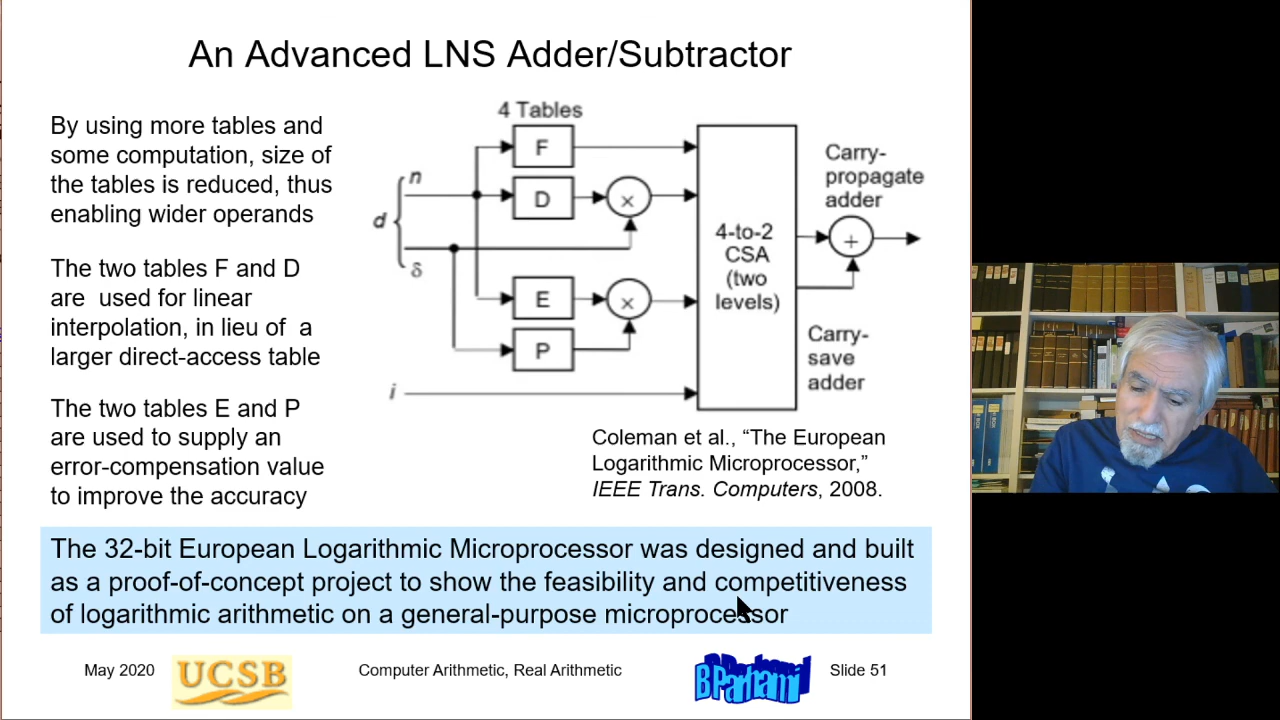 An Advanced LNS Adder/Subtractor
By using more tables and
some computation, size of
the tables is reduced, thus
enabling wider operands
The two tables F and D
are used for linear
interpolation, in lieu of a
larger direct-access table
The two tables E and P
are used to supply an
error-compensation value
to improve the accuracy
4 Tables
F
n
D
×
d
δ
E
×
P
i
4-to-2
CSA
(two
levels)
Carry-
propagate
adder
+
Carry-
save
adder
Coleman et al., “The European
Logarithmic Microprocessor,”
IEEE Trans. Computers, 2008.
The 32-bit European Logarithmic Microprocessor was designed and built
as a proof-of-concept project to show the feasibility and competitiveness
of logarithmic arithmetic on a general-purpose microprocessor
May 2020
UCSB
Computer Arithmetic, Real Arithmetic
B Parhami
Slide 51